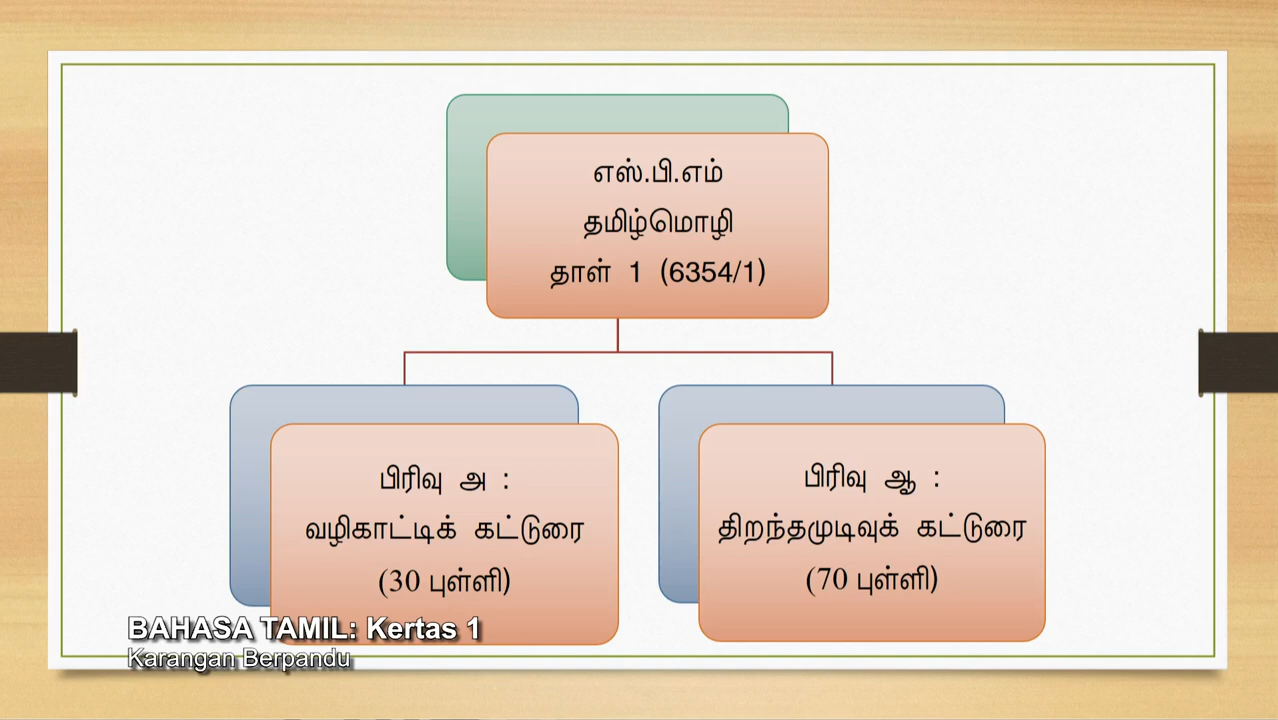 எஸ்.பி.எம்
தமிழ்மொழி
தாள் 1 (6354/1)
பிரிவு அ :
வழிகாட்டிக் கட்டுரை
(30 புள்ளி)
பிரிவு ஆ :
திறந்தமுடிவுக் கட்டுரை
(70 புள்ளி)
BAHASA TAMIL: Kertas 1
Karangan Berpandu